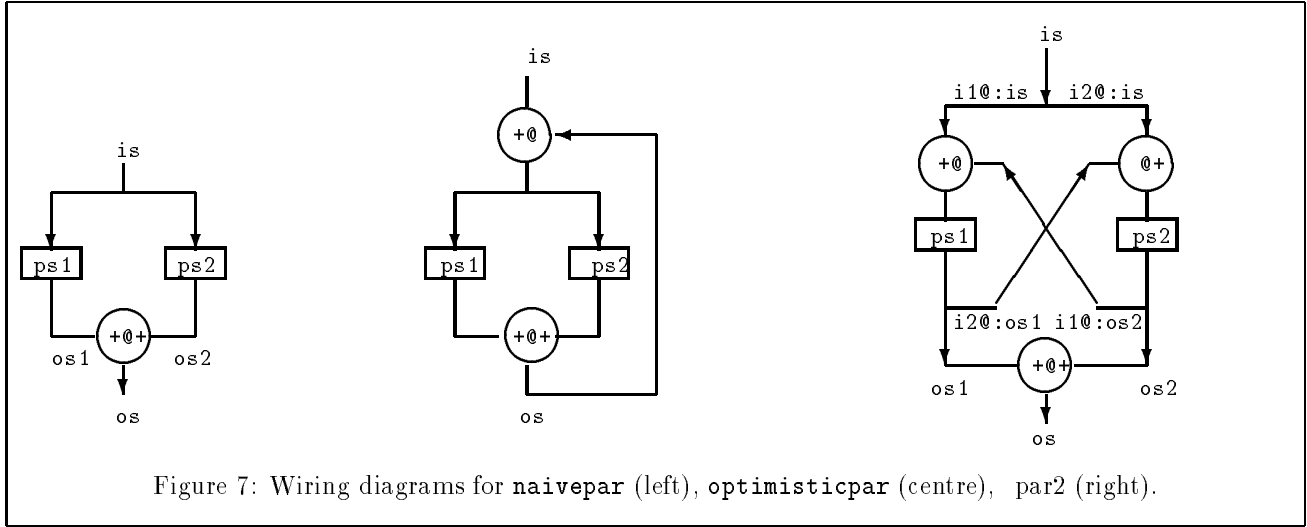 is
ps1 ps2
+@+
os1 os2
os
is
+@
ps1 ps2
+@+
os
is
i1@:is i2@:is
+@ @+
ps1 ps2
i2@:os1 i1@:os2
+@+
os1 os2
os
Figure 7: Wiring diagrams for naivepar (left), optimisticpar (centre), par2 (right).